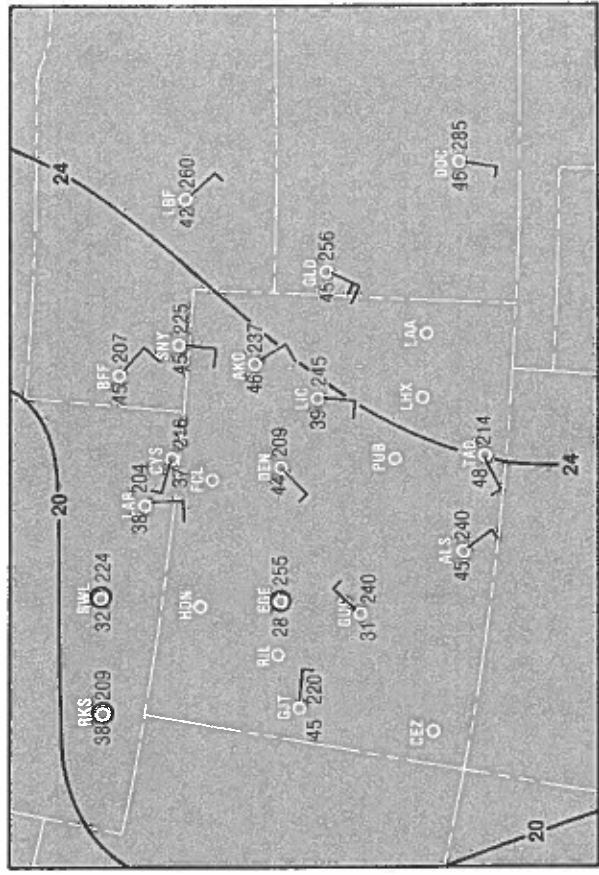 20
24
RKS
38 209
RWL
32 224
BFF
45 207
LAR
38 204
CYS
37 216
SNY
45 225
LBF
42 260
HDN
FCL
AKO
46 237
RIL
EGE
28 255
DEN
44 209
GJT
45 220
LIC
39 245
GLD
45 256
GUC
31 240
PUB
LHX
LAA
CEZ
ALS
45 240
TAD
48 214
DDC
46 285
20
24